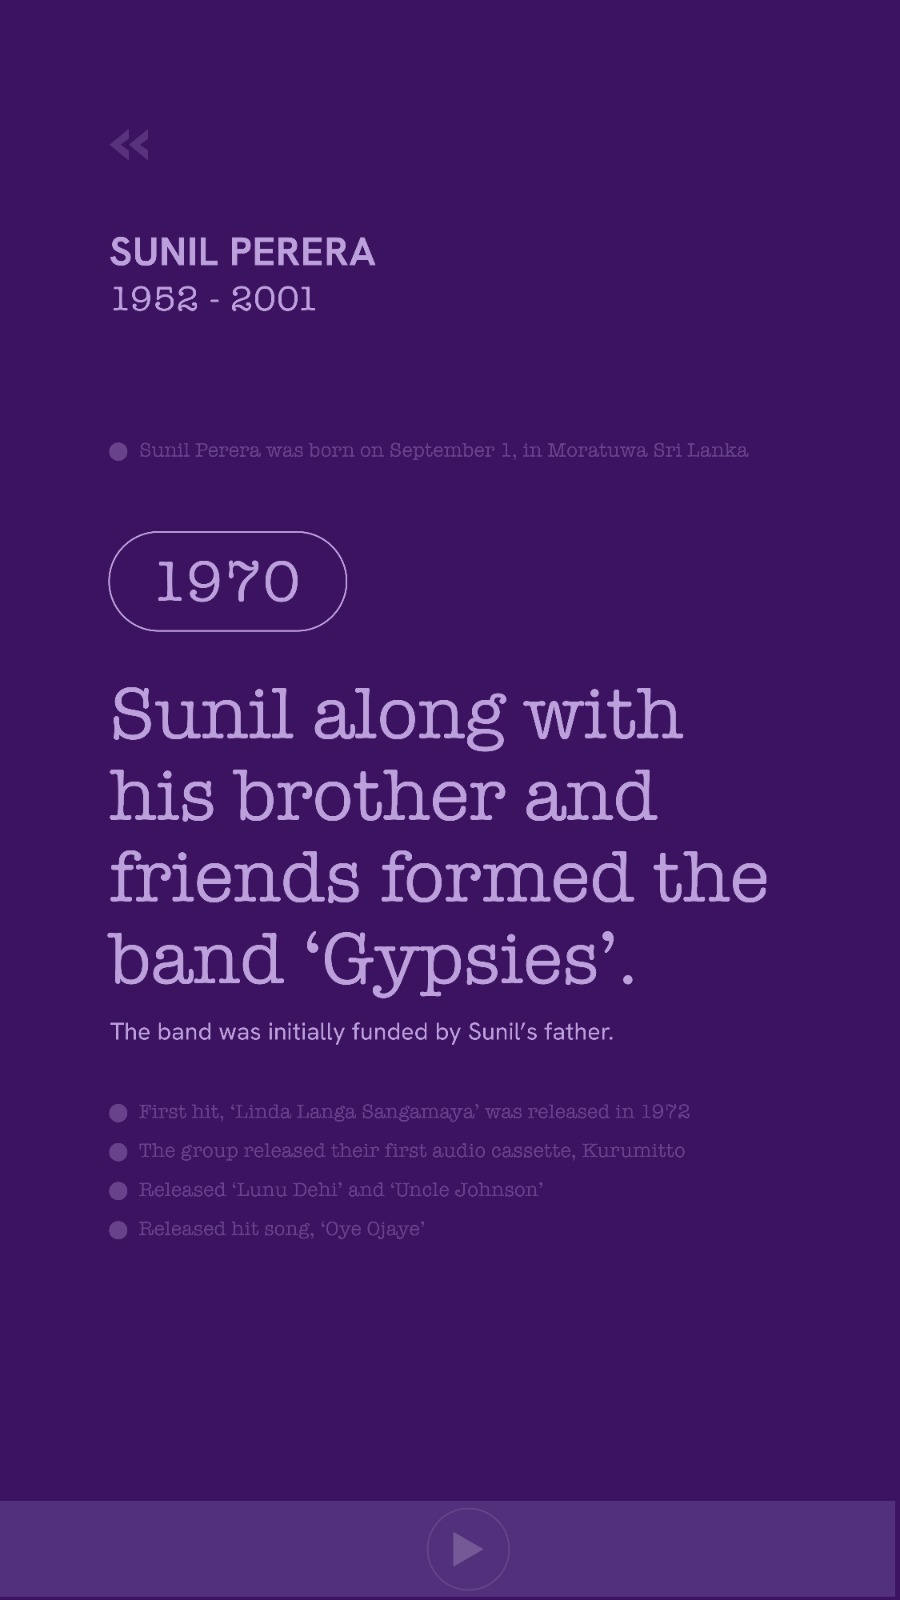 SUNIL PERERA
1952 - 2001
Sunil Perera was born on September 1, in Moratuwa Sri Lanka
1970
Sunil along with
his brother and
friends formed the
band ‘Gypsies’.
The band was initially funded by Sunil’s father.
First hit, ‘Linda Langa Sangamaya’ was released in 1972
The group released their first audio cassette, Kurumitto
Released ‘Lunu Dehi’ and ‘Uncle Johnson’
Released hit song, ‘Oye Ojaye’